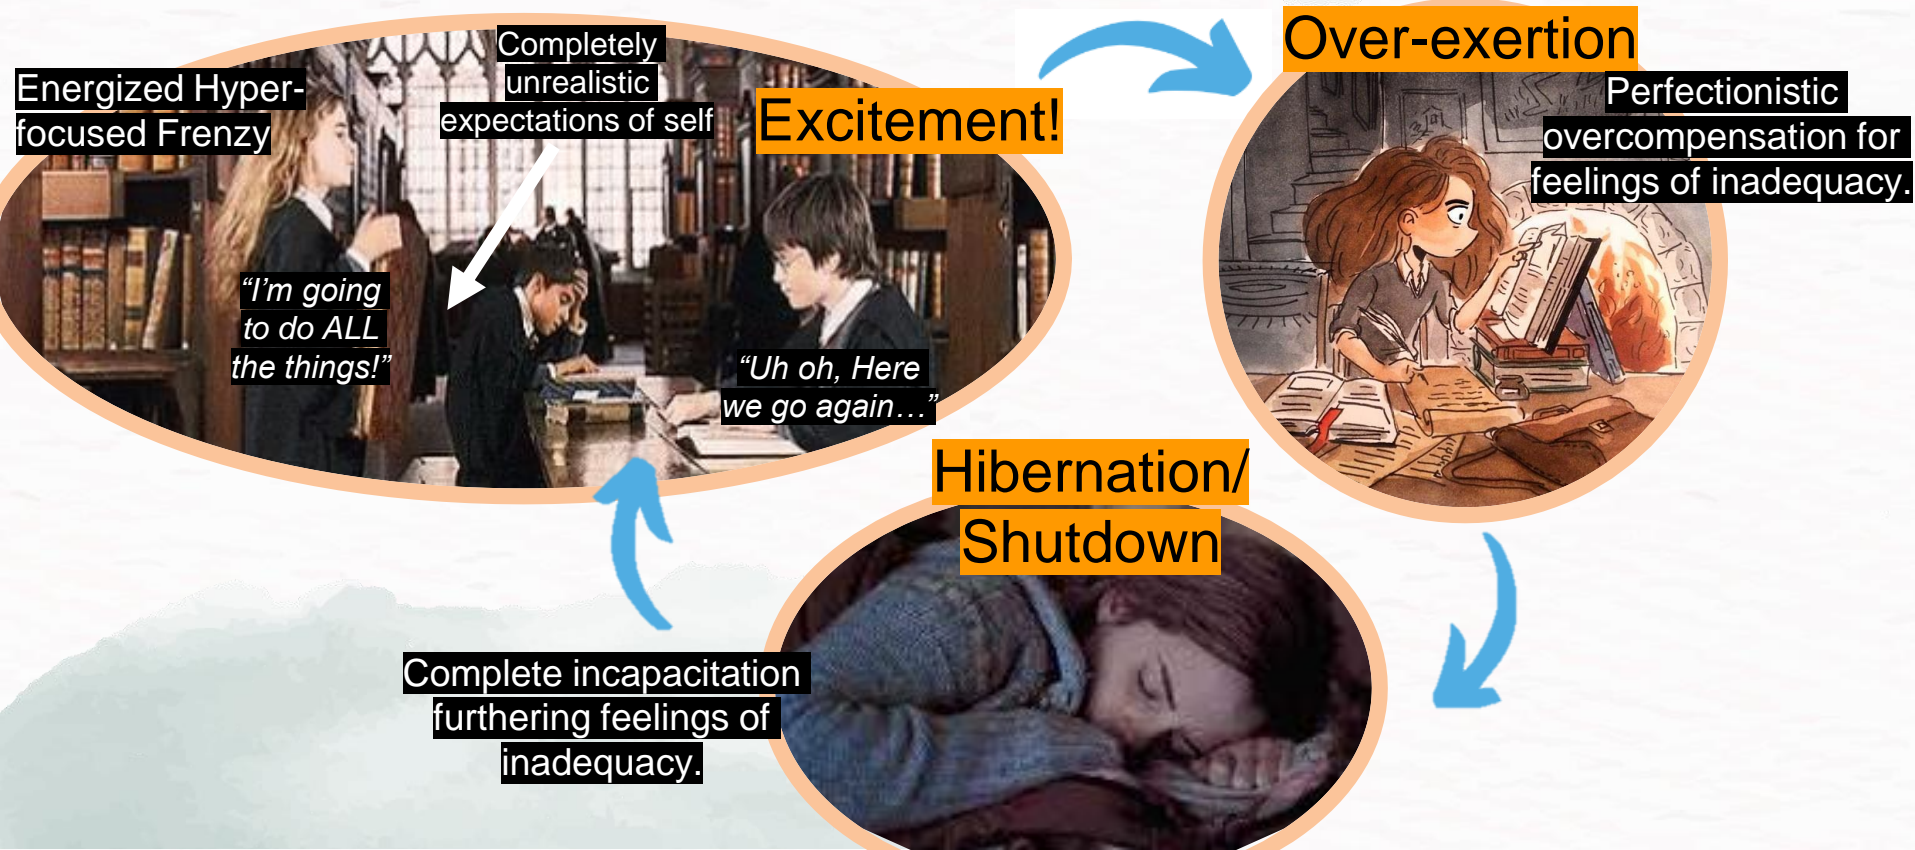 Energized Hyper-
focused Frenzy
Completely
unrealistic
expectations of self
Excitement!
“I’m going
to do ALL
the things!”
“Uh oh, Here
we go again…”
Over-exertion
Perfectionistic
overcompensation for
feelings of inadequacy.
Hibernation/
Shutdown
Complete incapacitation
furthering feelings of
inadequacy.